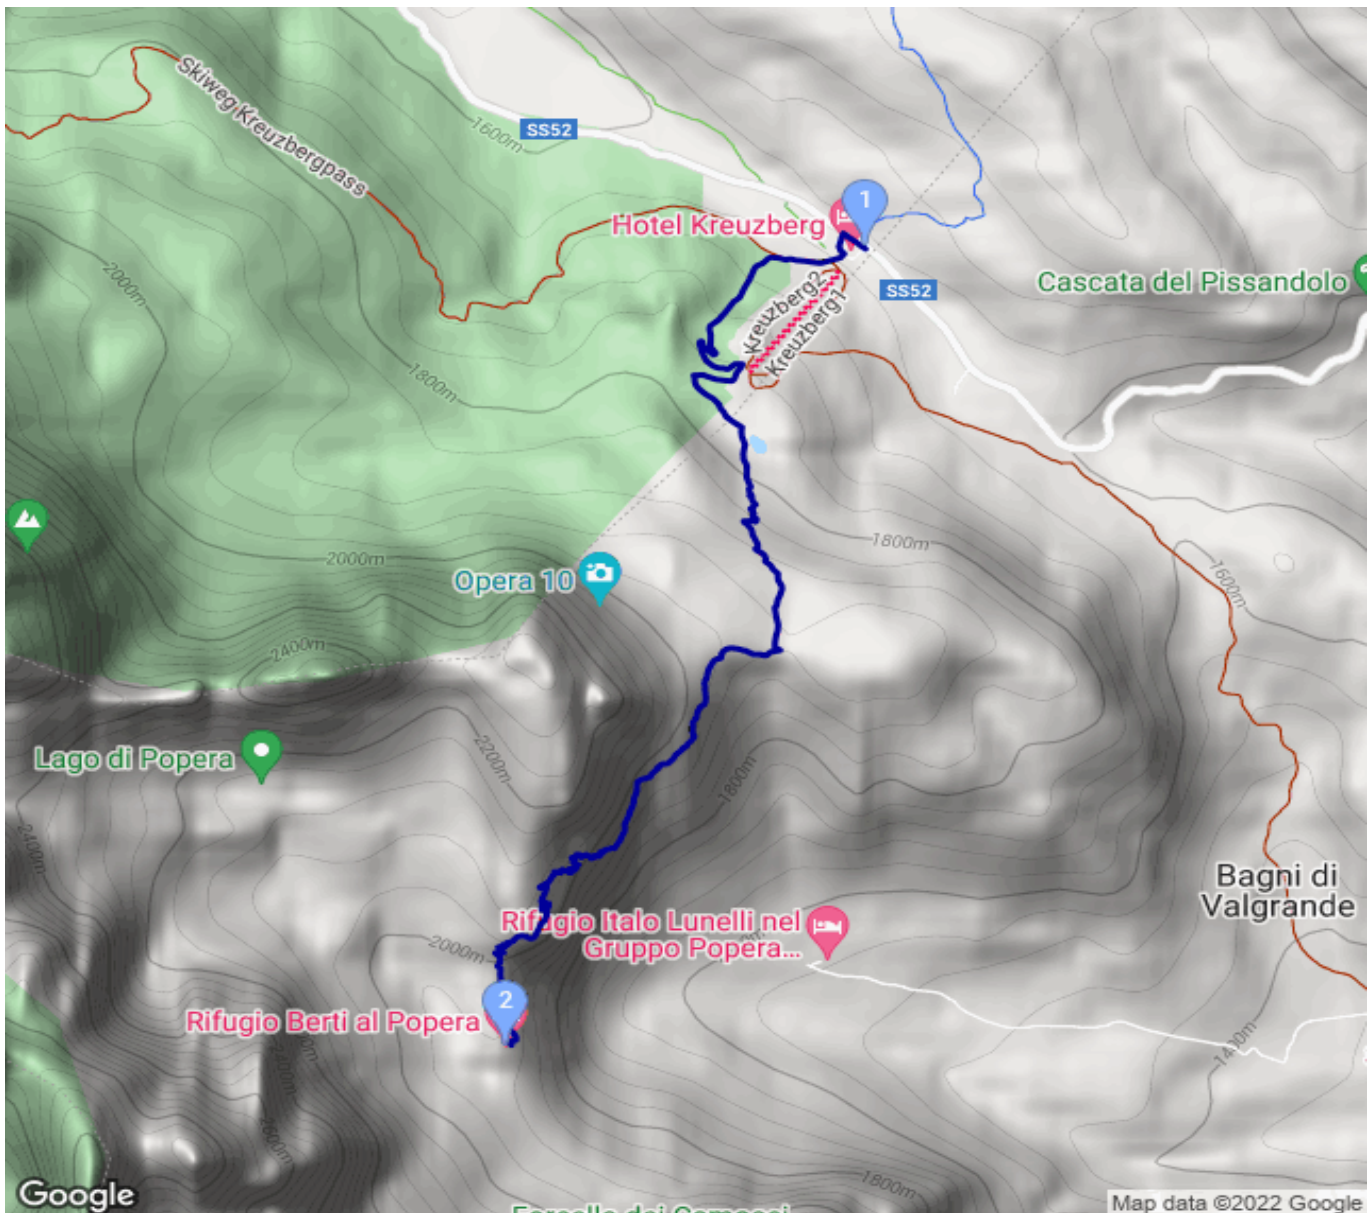 Skiweg Kreuzbergpass
1600m
SS52
1
Hotel Kreuzberg
2000m
Kreuzberg2
Kreuzberg1
SS52
Cascata del Pissandolo
1800m
2000m
1800m
Opera 10
1600m
2400m
Lago di Popera
2200m
1800m
2400m
Bagni di
Valgrande
Rifugio Italo Lunelli nel
Gruppo Popera...
2000m
2
Rifugio Berti al Popera
1400m
1800m
Google
Map data ©2022 Google